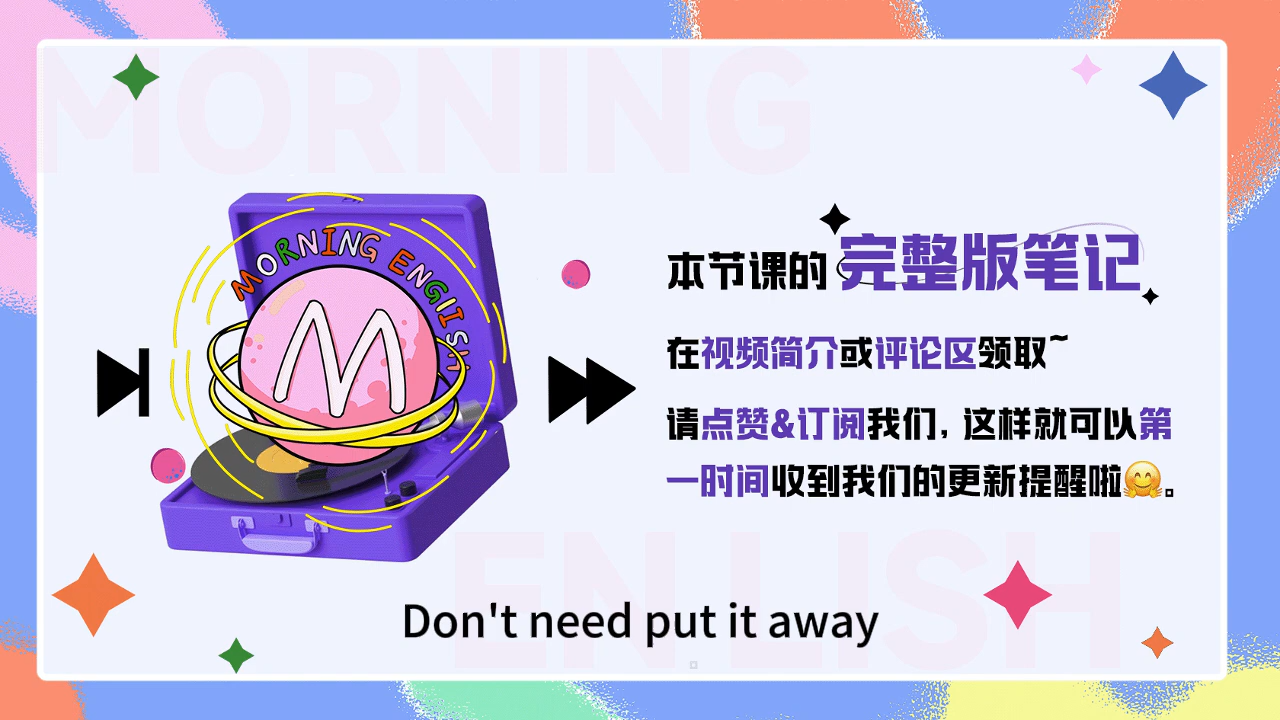 MORNING
MORNING ENGlISH
M
本节课的完整版笔记
在视频简介或评论区领取~
请点赞&订阅我们, 这样就可以第
一时间收到我们的更新提醒啦🤗。
EN LISH
Don't need put it away